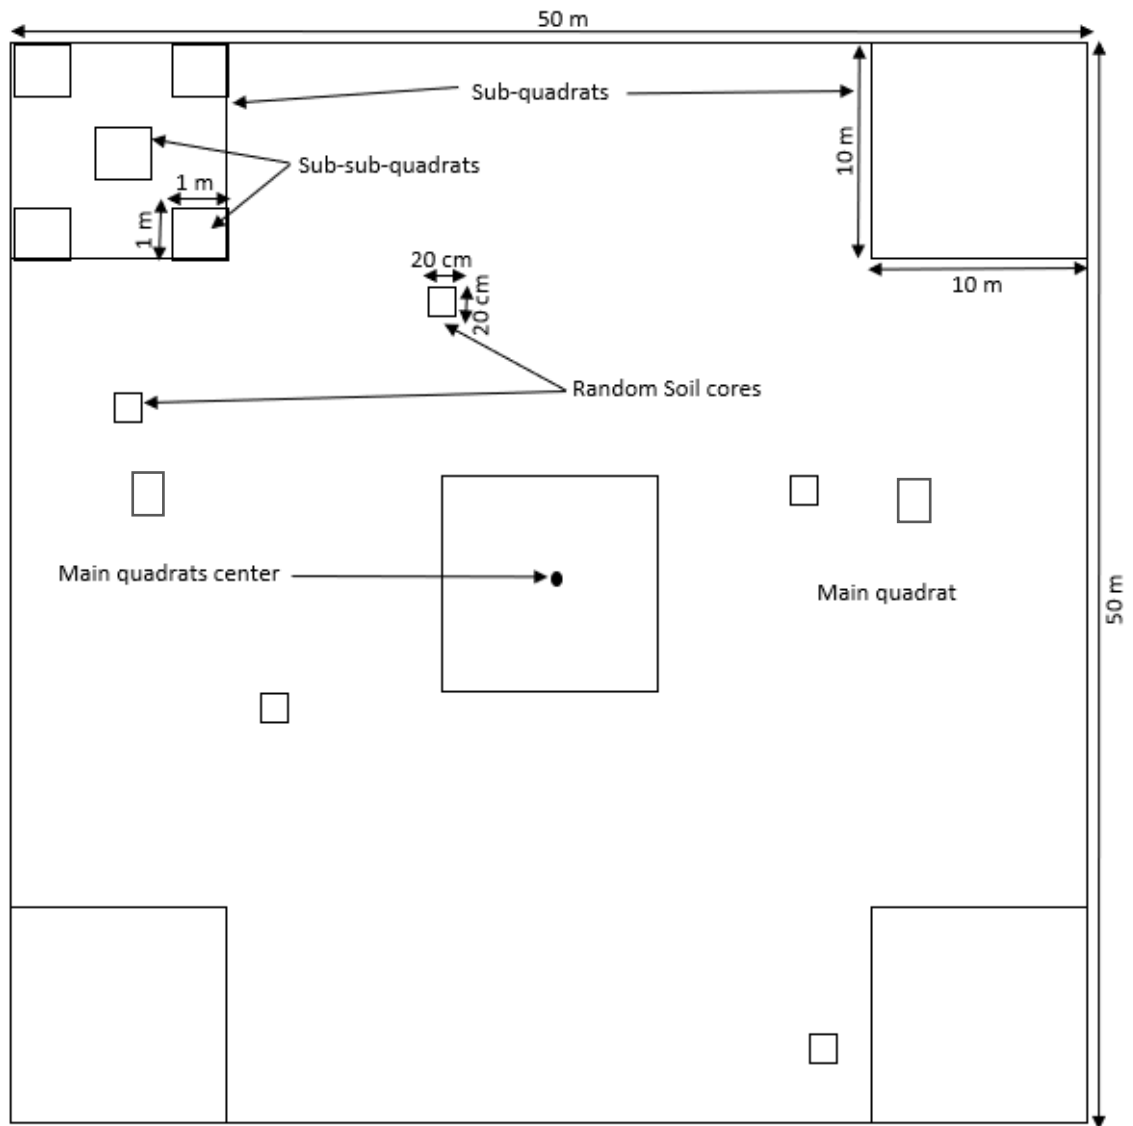 50 m
Sub-quadrats
10 m
Sub-sub-quadrats
1 m
1 m
20 cm
20 cm
10 m
Random Soil cores
Main quadrats center
Main quadrat
50 m